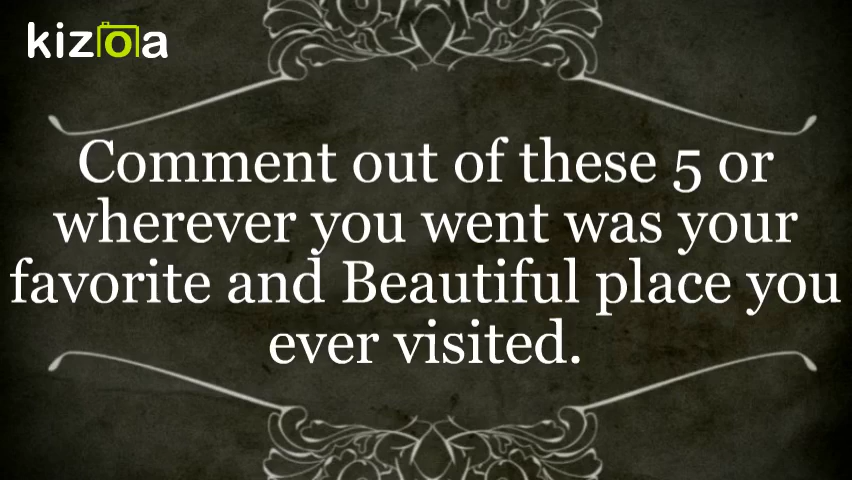 kizoa
Comment out of these 5 or
wherever you went was your
favorite and Beautiful place you
ever visited.